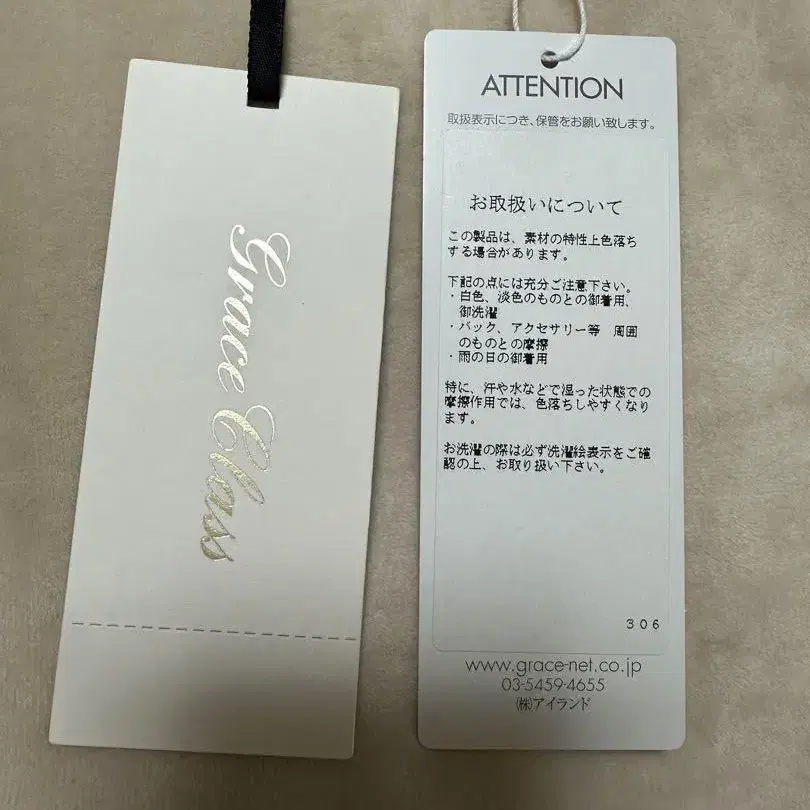 Grace Class
ATTENTION
取扱表示につき、保管をお願い致します。
お取扱いについて
この製品は、素材の特性上色落ち
する場合があります。
下記の点には充分ご注意下さい。
・白色、淡色のものとの御着用、
御洗濯
・バック、アクセサリー等　周囲
のものとの摩擦
・雨の日の御着用
特に、汗や水などで湿った状態での
摩擦作用では、色落ちしやすくなり
ます。
お洗濯の際は必ず洗濯絵表示をご確
認の上、お取り扱い下さい。
306
www.grace-net.co.jp
03-5459-4655
㈱アイランド